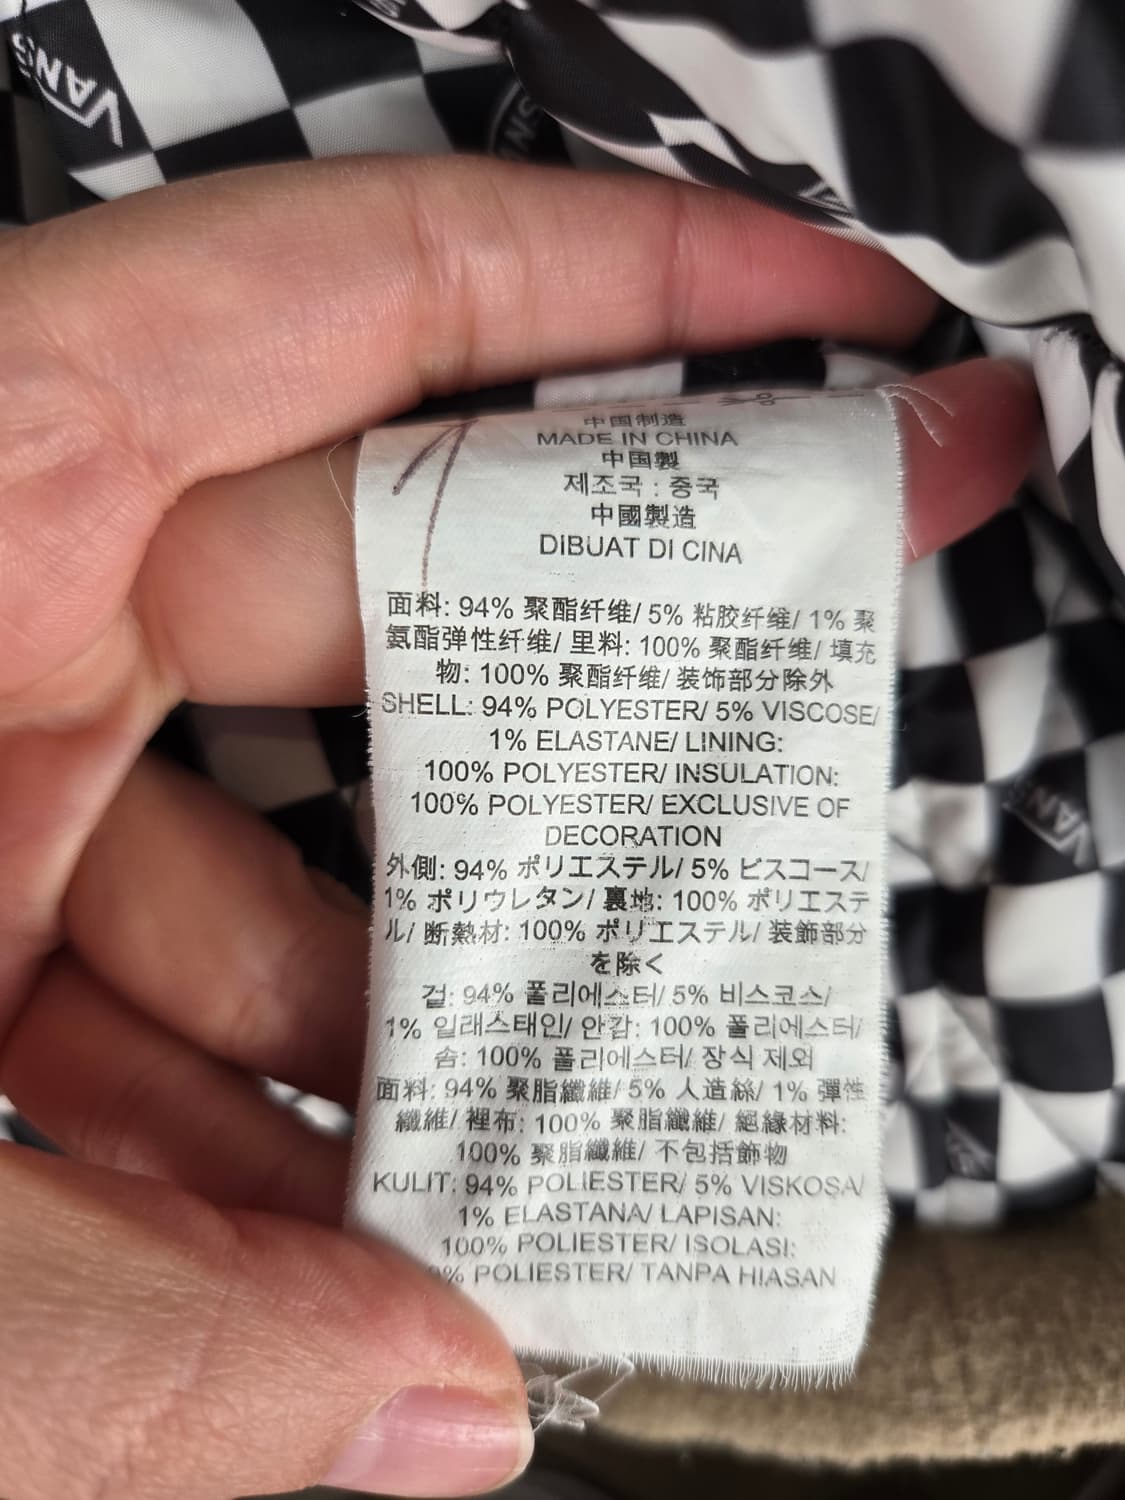 VANS
中国制造
MADE IN CHINA
中国製
제조국 : 중국
中國製造
DIBUAT DI CINA
面料: 94% 聚酯纤维/ 5% 粘胶纤维/ 1% 聚
氨酯弹性纤维/ 里料: 100% 聚酯纤维/ 填充
物: 100% 聚酯纤维/ 装饰部分除外
SHELL: 94% POLYESTER/ 5% VISCOSE/
1% ELASTANE/ LINING:
100% POLYESTER/ INSULATION:
100% POLYESTER/ EXCLUSIVE OF
DECORATION
外側: 94% ポリエステル/ 5% ビスコース/
1% ポリウレタン/ 裏地: 100% ポリエステ
ル/ 断熱材: 100% ポリエステル/ 装飾部分
を除く
겉: 94% 폴리에스터/ 5% 비스코스/
1% 일래스태인/ 안감: 100% 폴리에스터/
솜: 100% 폴리에스터/ 장식 제외
面料: 94% 聚脂纖維/ 5% 人造絲/ 1% 彈性
纖維/ 裡布: 100% 聚脂纖維/ 絕緣材料:
100% 聚脂纖維/ 不包括飾物
KULIT: 94% POLIESTER/ 5% VISKOSA/
1% ELASTANA/ LAPISAN:
100% POLIESTER/ ISOLASI:
% POLIESTER/ TANPA HIASAN
VANS